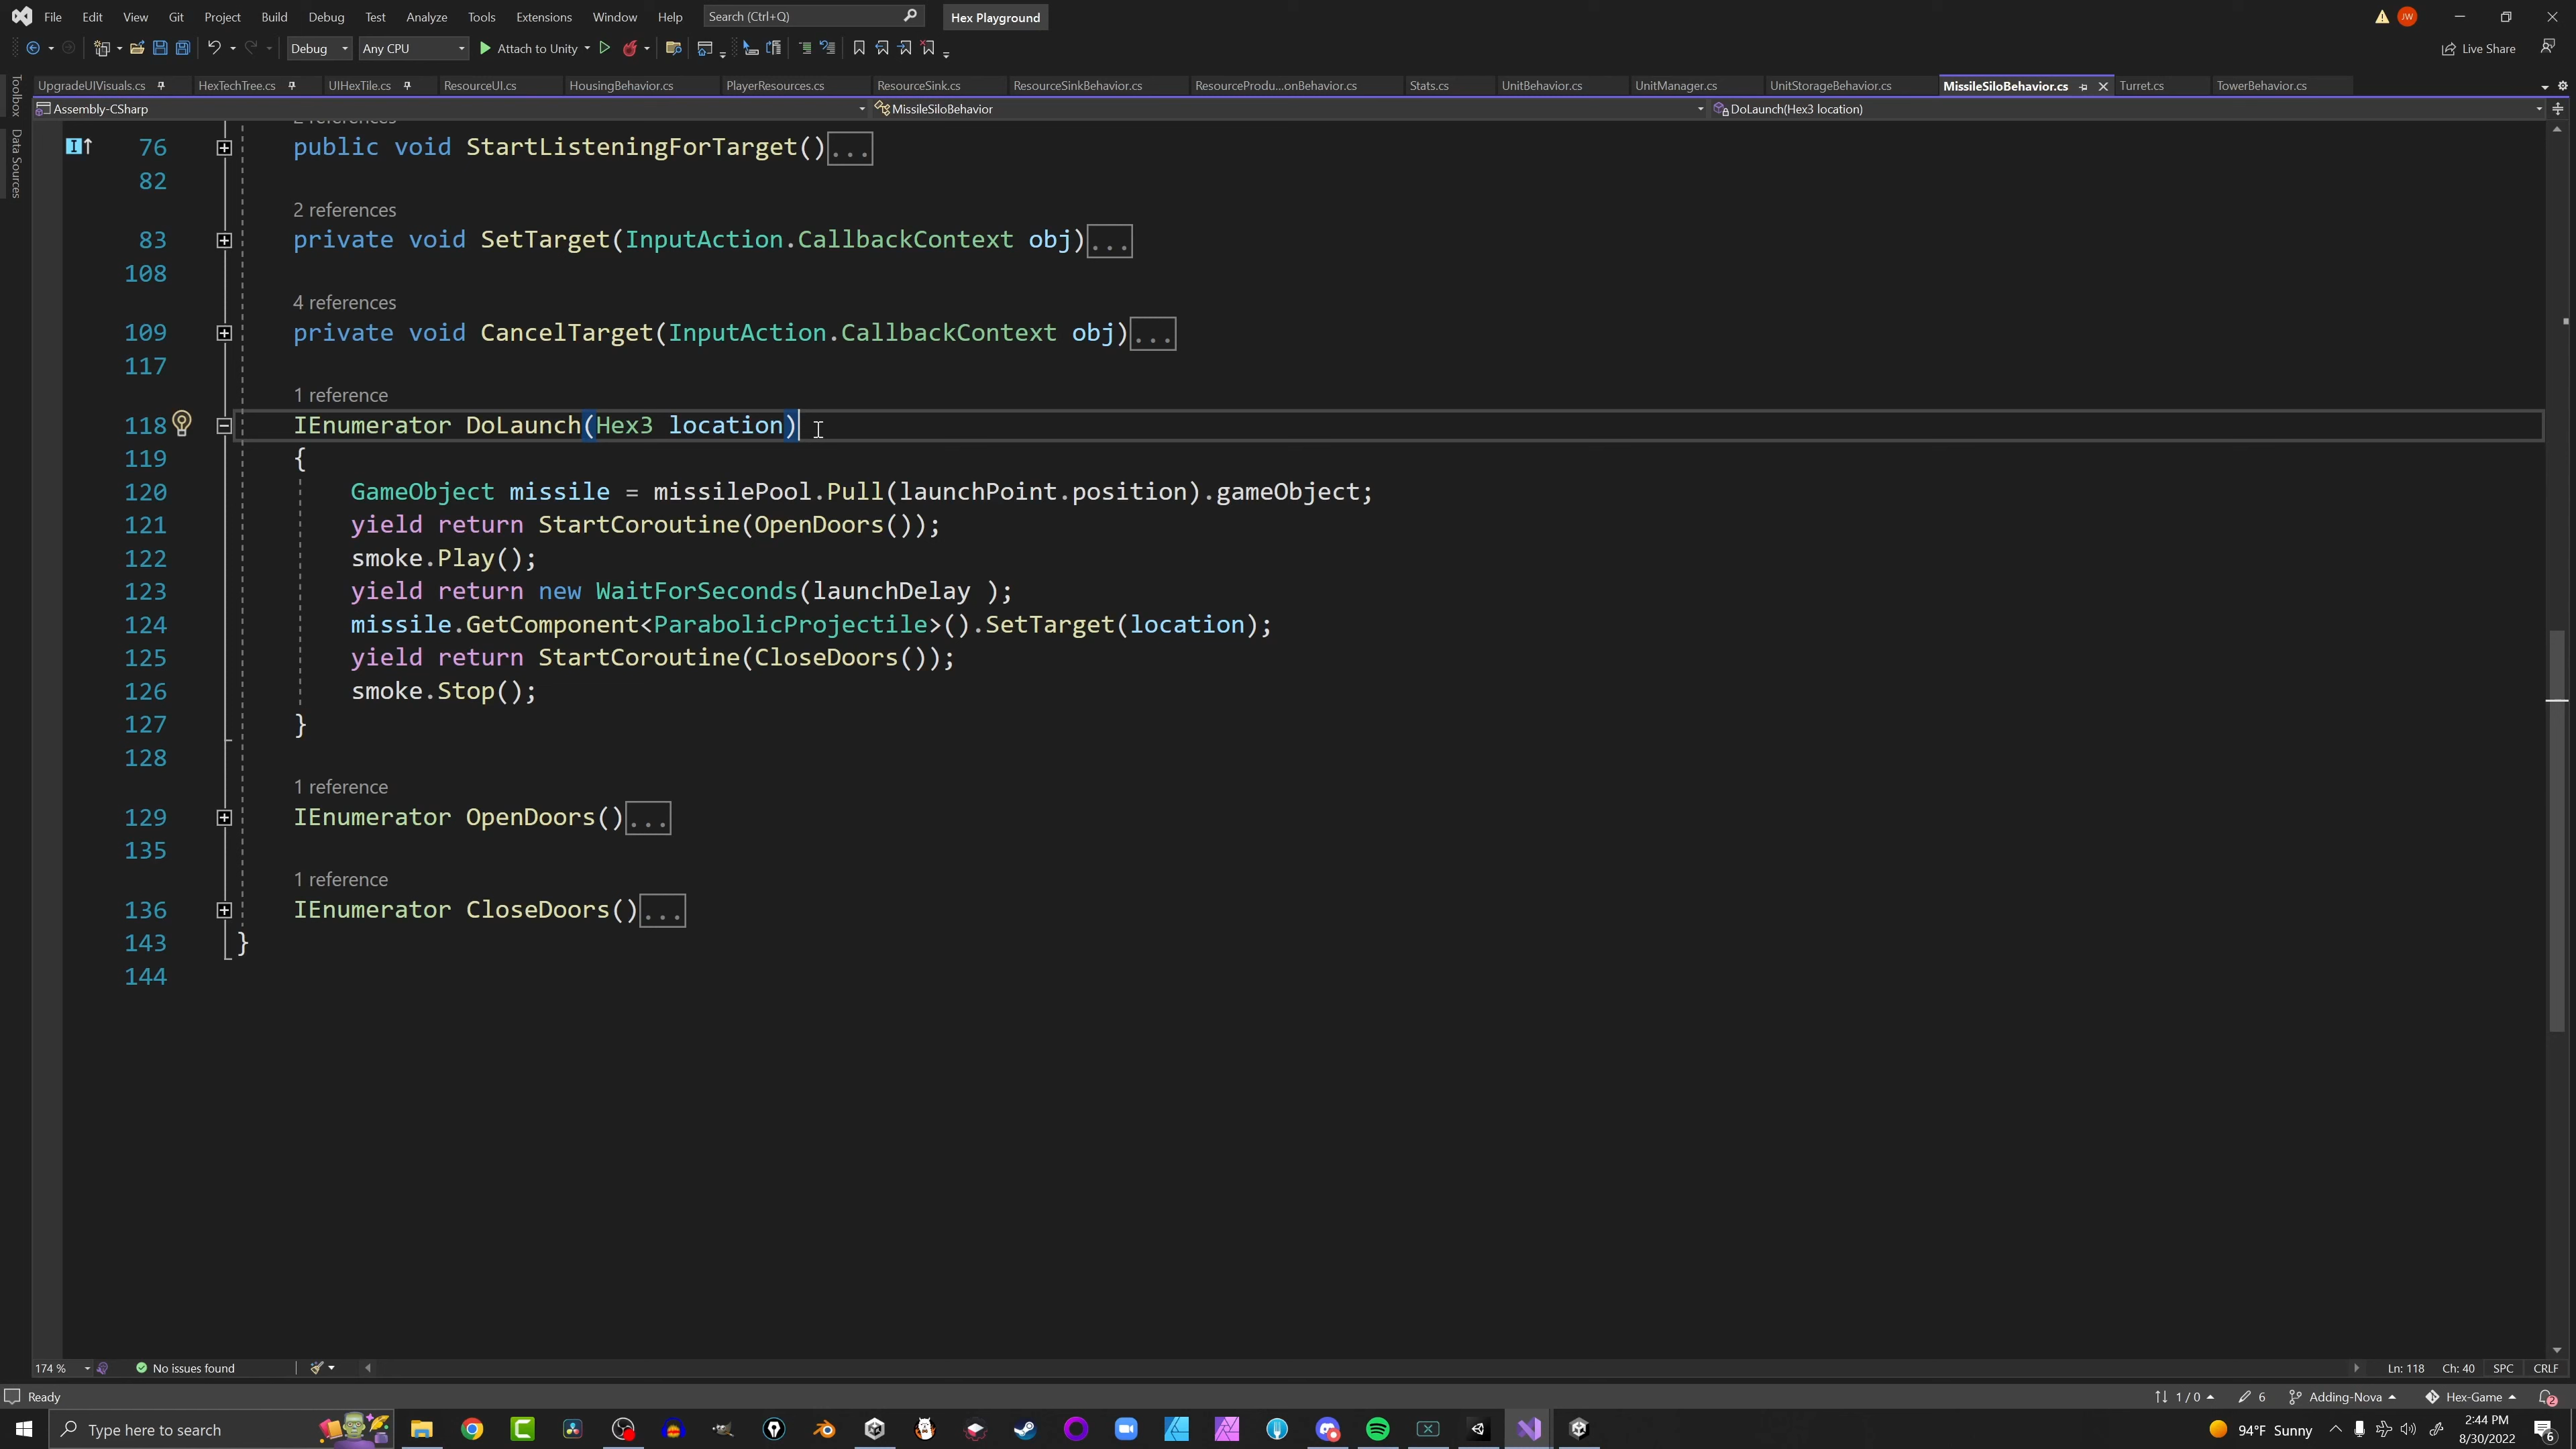 File Edit View Git Project Build Debug Test Analyze Tools Extensions Window Help Search (Ctrl+Q) Hex Playground JW
Debug Any CPU Attach to Unity Live Share
UpgradeUIVisuals.cs HexTechTree.cs UIHexTile.cs ResourceUI.cs HousingBehavior.cs PlayerResources.cs ResourceSink.cs ResourceSinkBehavior.cs ResourceProdu...onBehavior.cs Stats.cs UnitBehavior.cs UnitManager.cs UnitStorageBehavior.cs MissileSiloBehavior.cs Turret.cs TowerBehavior.cs
Assembly-CSharp MissileSiloBehavior DoLaunch(Hex3 location)
Toolbox
Data Sources
2 references
76 public void StartListeningForTarget()...
82
2 references
83 private void SetTarget(InputAction.CallbackContext obj)...
108
4 references
109 private void CancelTarget(InputAction.CallbackContext obj)...
117
1 reference
118 IEnumerator DoLaunch(Hex3 location)
119 {
120 GameObject missile = missilePool.Pull(launchPoint.position).gameObject;
121 yield return StartCoroutine(OpenDoors());
122 smoke.Play();
123 yield return new WaitForSeconds(launchDelay );
124 missile.GetComponent<ParabolicProjectile>().SetTarget(location);
125 yield return StartCoroutine(CloseDoors());
126 smoke.Stop();
127 }
128
1 reference
129 IEnumerator OpenDoors()...
135
1 reference
136 IEnumerator CloseDoors()...
143 }
144
174 % No issues found Ln: 118 Ch: 40 SPC CRLF
Ready 1 / 0 6 Adding-Nova Hex-Game 2
Type here to search 94°F Sunny 2:44 PM 6
8/30/2022